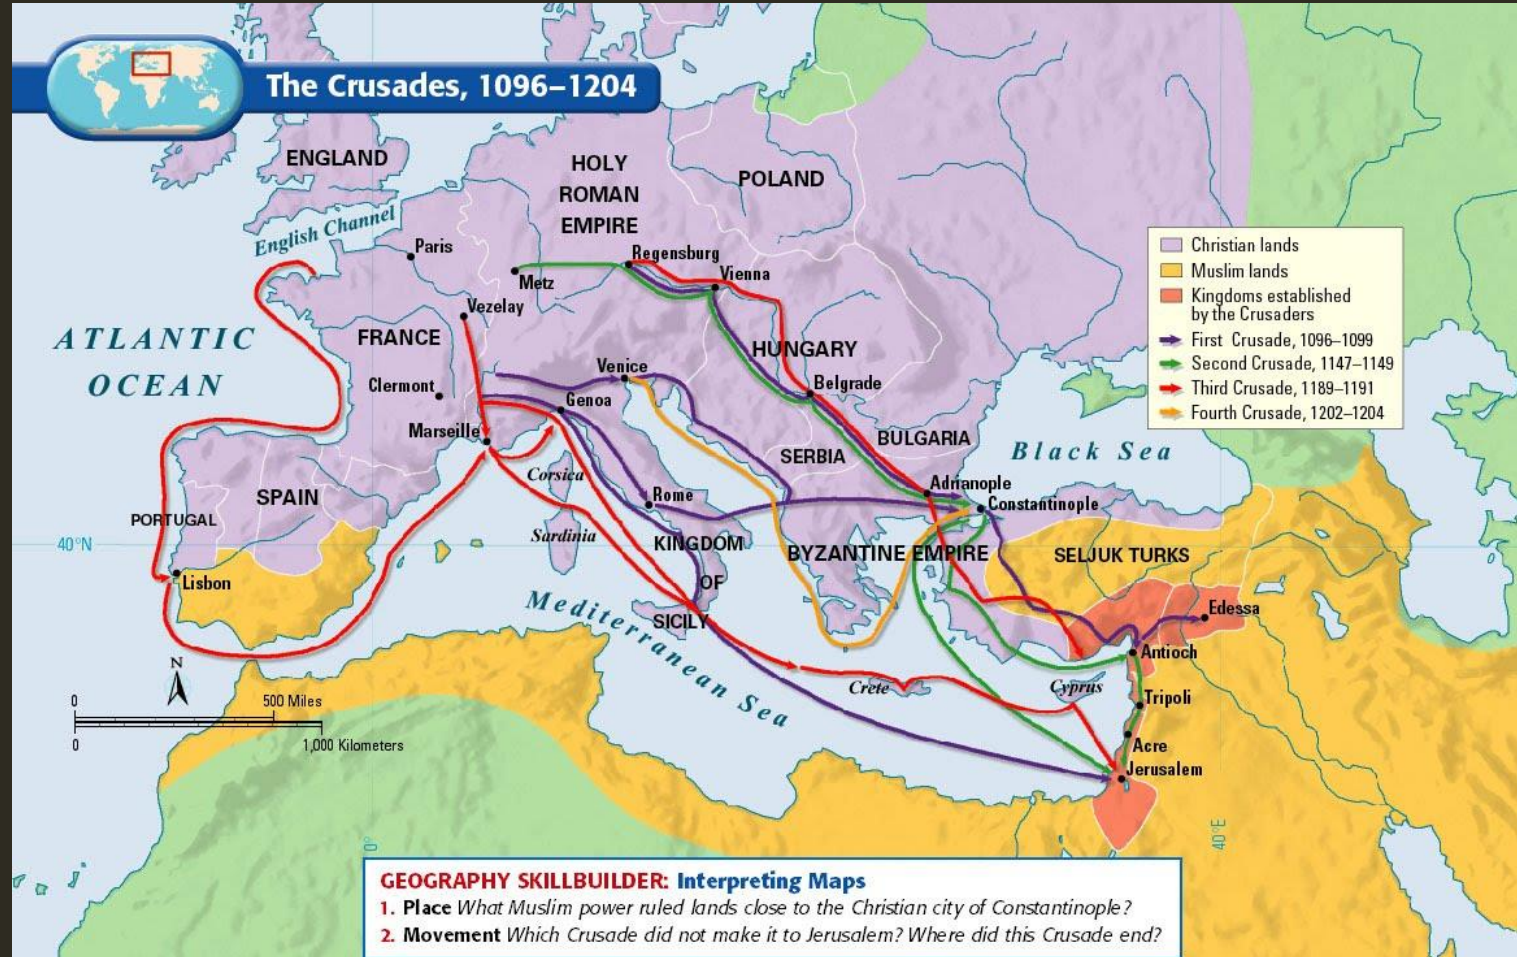 The Crusades, 1096–1204
ENGLAND
HOLY
ROMAN
EMPIRE
POLAND
English Channel
Paris
Regensburg
Metz
Vienna
Vezelay
ATLANTIC
OCEAN
FRANCE
HUNGARY
Venice
Clermont
Genoa
Belgrade
Marseille
BULGARIA
Black Sea
SERBIA
Corsica
SPAIN
Rome
Adrianople
Constantinople
PORTUGAL
Sardinia
40°N
KINGDOM
OF
SICILY
BYZANTINE EMPIRE
SELJUK TURKS
Lisbon
Mediterranean Sea
Edessa
Antioch
Crete
Cyprus
Tripoli
Acre
Jerusalem
N
0
500 Miles
0
1,000 Kilometers
0°
40°E
Christian lands
Muslim lands
Kingdoms established
by the Crusaders
First Crusade, 1096–1099
Second Crusade, 1147–1149
Third Crusade, 1189–1191
Fourth Crusade, 1202–1204
GEOGRAPHY SKILLBUILDER: Interpreting Maps
1. Place What Muslim power ruled lands close to the Christian city of Constantinople?
2. Movement Which Crusade did not make it to Jerusalem? Where did this Crusade end?